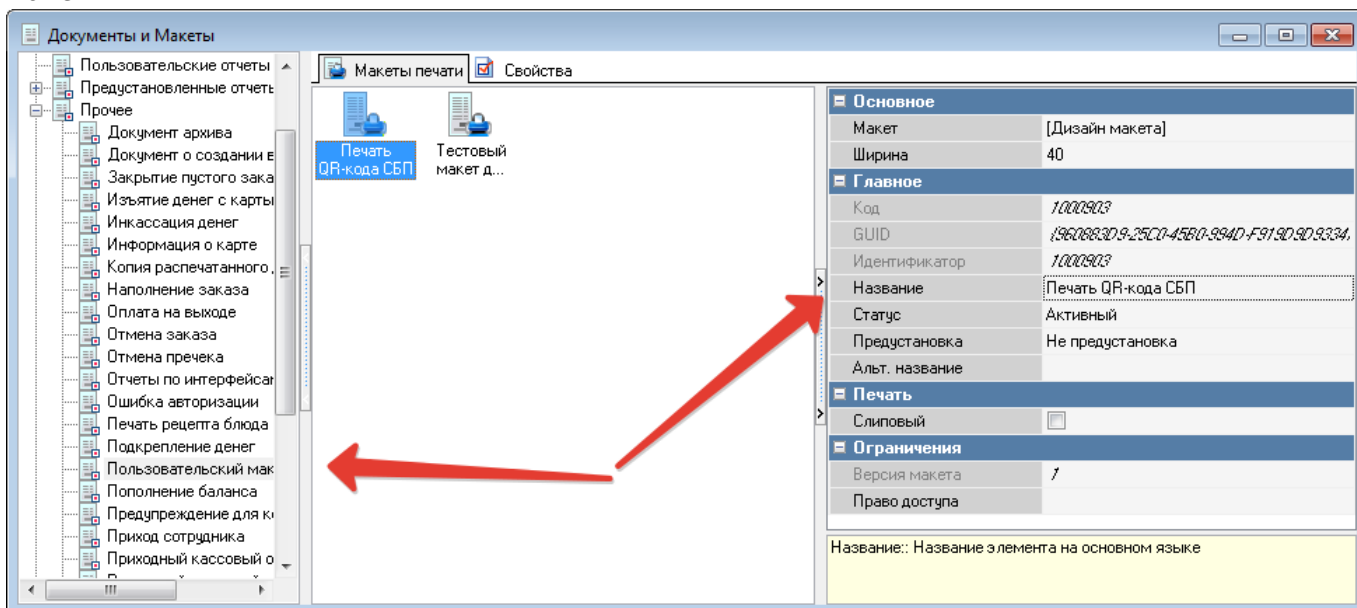 Документы и Макеты
Пользовательские отчеты
Предустановленные отчеть
Прочее
Документ архива
Документ о создании в
Закрытие пустого зака
Изъятие денег с карты
Инкассация денег
Информация о карте
Копия распечатанного,
Наполнение заказа
Оплата на выходе
Отмена заказа
Отмена пречека
Отчеты по интерфейсам
Ошибка авторизации
Печать рецепта блюда
Подкрепление денег
Пользовательский мак
Пополнение баланса
Предупреждение для к
Приход сотрудника
Приходный кассовый о
Макеты печати Свойства
Печать Тестовый
QR-кода СБП макет д...
Основное
Макет [Дизайн макета]
Ширина 40
Главное
Код 1000903
GUID {960883D9-25C0-45B0-994D-F919D9D9334,
Идентификатор 1000903
Название Печать QR-кода СБП
Статус Активный
Предустановка Не предустановка
Альт. название
Печать
Слиповый
Ограничения
Версия макета 1
Право доступа
Название:: Название элемента на основном языке